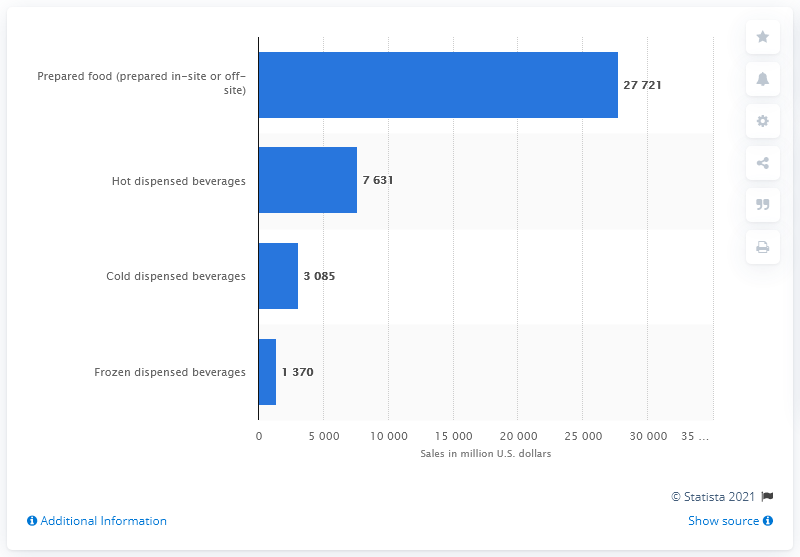 Prepared food (prepared in-site or off-
site)
27 721
Hot dispensed beverages
7 631
Cold dispensed beverages
3 085
Frozen dispensed beverages
1 370
0 5 000 10 000 15 000 20 000 25 000 30 000 35 ...
Sales in million U.S. dollars
© Statista 2021
Additional Information
Show source